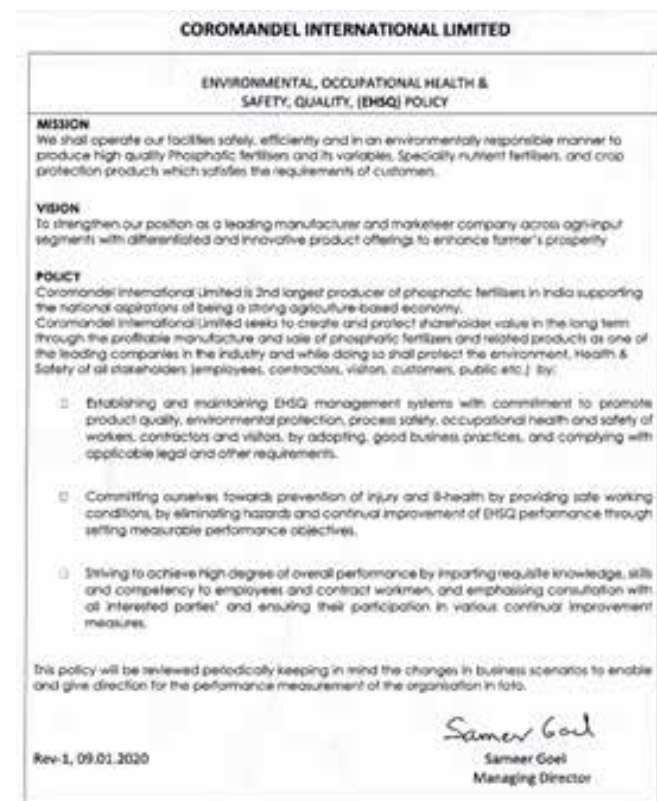 COROMANDEL INTERNATIONAL LIMITED
ENVIRONMENTAL, OCCUPATIONAL HEALTH &
SAFETY, QUALITY, (EHSQ) POLICY
MISSION
We shall operate our facilities safely, efficiently and in an environmentally responsible manner to
produce high quality Phosphatic fertilisers and its variables, Speciality nutrient fertilisers, and crop
protection products which satisfies the requirements of customers.
VISION
To strengthen our position as a leading manufacturer and marketeer company across agri-input
segments with differentiated and innovative product offerings to enhance farmer's prosperity
POLICY
Coromandel International Limited is 2nd largest producer of phosphatic fertilisers in India supporting
the national aspirations of being a strong agriculture-based economy.
Coromandel International Limited seeks to create and protect shareholder value in the long term
through the profitable manufacture and sale of phosphatic fertilizers and related products as one of
the leading companies in the industry and while doing so shall protect the environment, Health &
Safety of all stakeholders (employees, contractors, visitors, customers, public etc.) by:
Establishing and maintaining EHSQ management systems with commitment to promote
product quality, environmental protection, process safety, occupational health and safety of
workers, contractors and visitors, by adopting, good business practices, and complying with
applicable legal and other requirements.
Committing ourselves towards prevention of injury and ill-health by providing safe working
conditions, by eliminating hazards and continual improvement of EHSQ performance through
setting measurable performance objectives.
Striving to achieve high degree of overall performance by imparting requisite knowledge, skills
and competency to employees and contract workmen, and emphasising consultation with
all interested parties' and ensuring their participation in various continual improvement
measures.
This policy will be reviewed periodically keeping in mind the changes in business scenarios to enable
and give direction for the performance measurement of the organisation in toto.
Sameer Goel
Rev-1, 09.01.2020
Sameer Goel
Managing Director